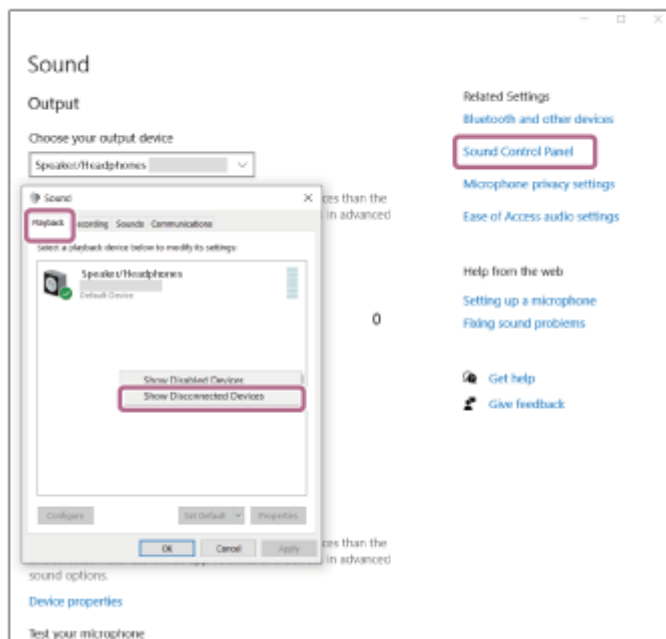 Sound
Output
Choose your output device
Speaker/Headphones
Related Settings
Bluetooth and other devices
Sound Control Panel
Microphone privacy settings
Ease of Access audio settings
Help from the web
Setting up a microphone
Fixing sound problems
Get help
Give feedback
Sound
ces than the
in advanced
Playback
ecording Sounds Communications
Select a playback device below to modify its settings:
Speaker/Headphones
Default Device
0
Show Disabled Devices
Show Disconnected Devices
Configure Set Default Properties
OK Cancel Apply
ces than the
in advanced
sound options.
Device properties
Test your microphone